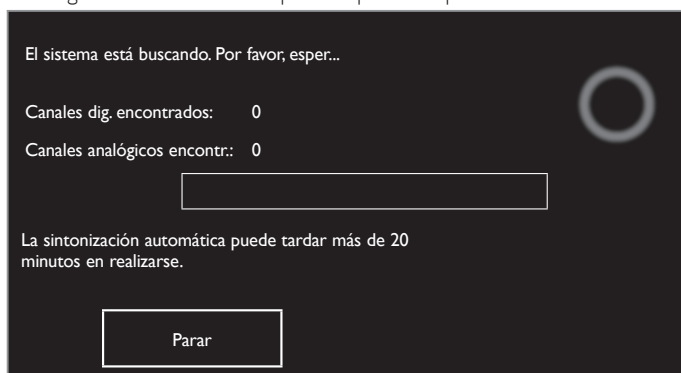 El sistema está buscando. Por favor, esper...
Canales dig. encontrados: 0
Canales analógicos encontr.: 0
La sintonización automática puede tardar más de 20
minutos en realizarse.
Parar